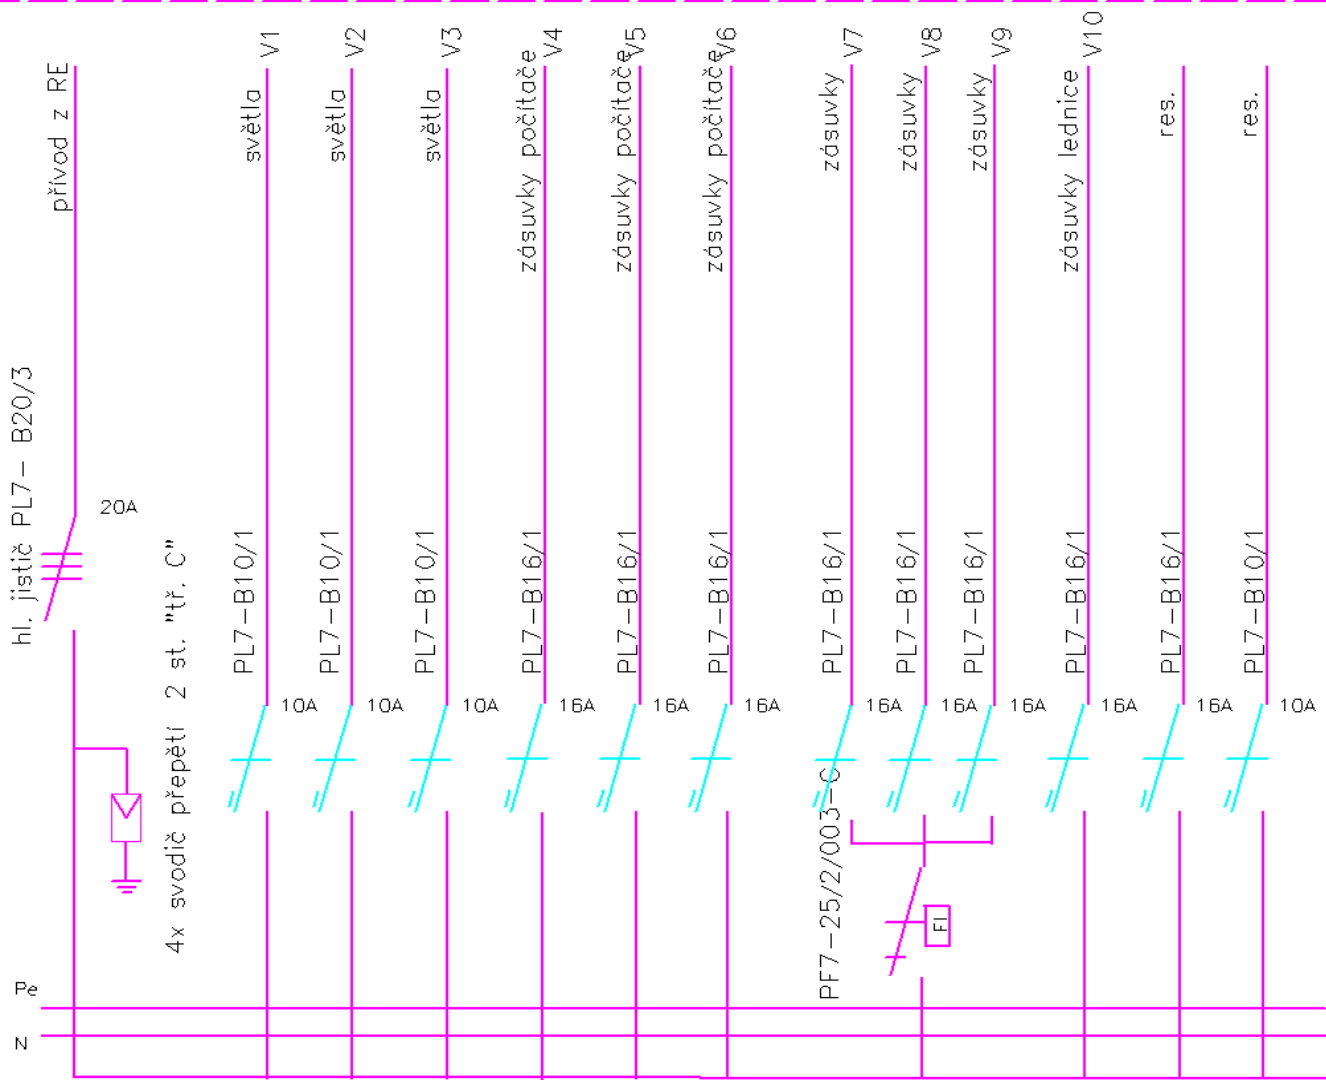 přívod z RE
hl. jistič PL7- B20/3
20A
4x svodič přepětí 2 st. "tř. C"
V1
světla
PL7-B10/1
10A
V2
světla
PL7-B10/1
10A
V3
světla
PL7-B10/1
10A
V4
zásuvky počítače
PL7-B16/1
16A
V5
zásuvky počítače
PL7-B16/1
16A
V6
zásuvky počítače
PL7-B16/1
16A
V7
zásuvky
PL7-B16/1
16A
V8
zásuvky
PL7-B16/1
16A
V9
zásuvky
PL7-B16/1
16A
PF7-25/2/003-C
FI
V10
zásuvky lednice
PL7-B16/1
16A
res.
PL7-B16/1
16A
res.
PL7-B10/1
10A
Pe
N